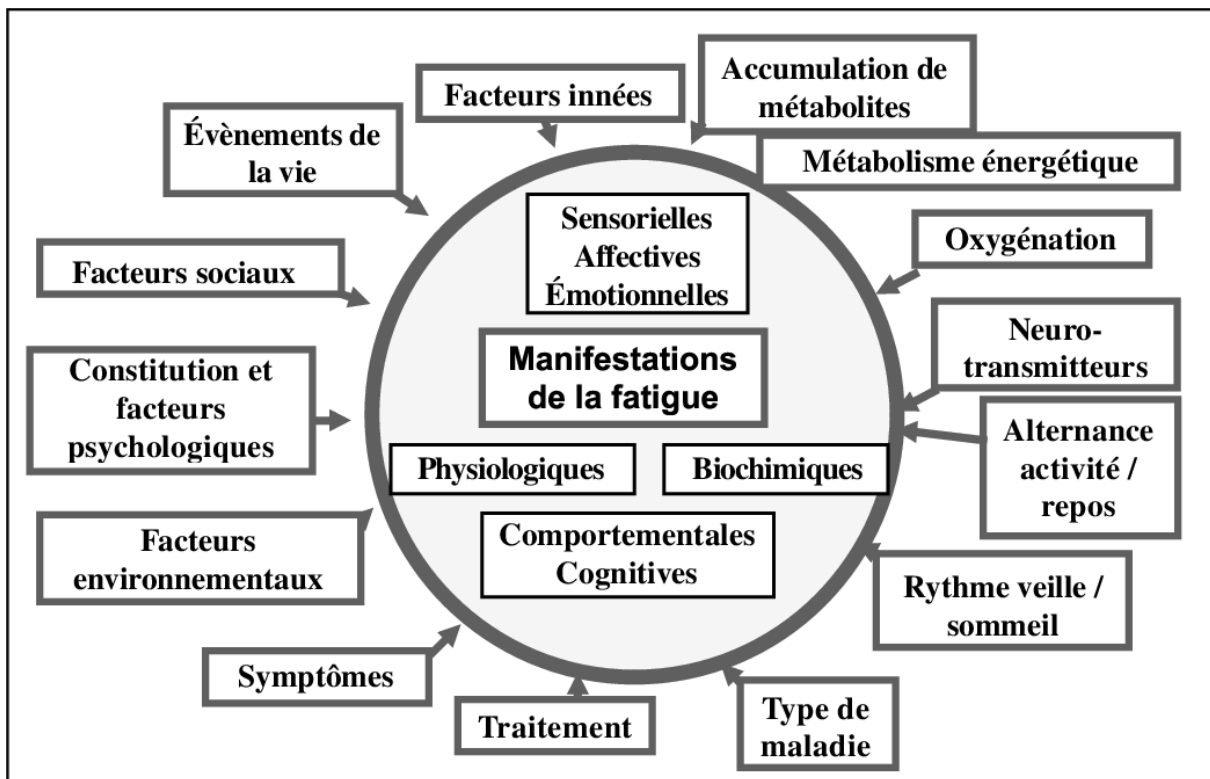 Facteurs innées
Accumulation de
métabolites
Métabolisme énergétique
Évènements de
la vie
Sensorielles
Affectives
Émotionnelles
Oxygénation
Facteurs sociaux
Neuro-
transmitteurs
Manifestations
de la fatigue
Constitution et
facteurs
psychologiques
Alternance
activité /
repos
Physiologiques
Biochimiques
Facteurs
environnementaux
Comportementales
Cognitives
Rythme veille /
sommeil
Symptômes
Traitement
Type de
maladie